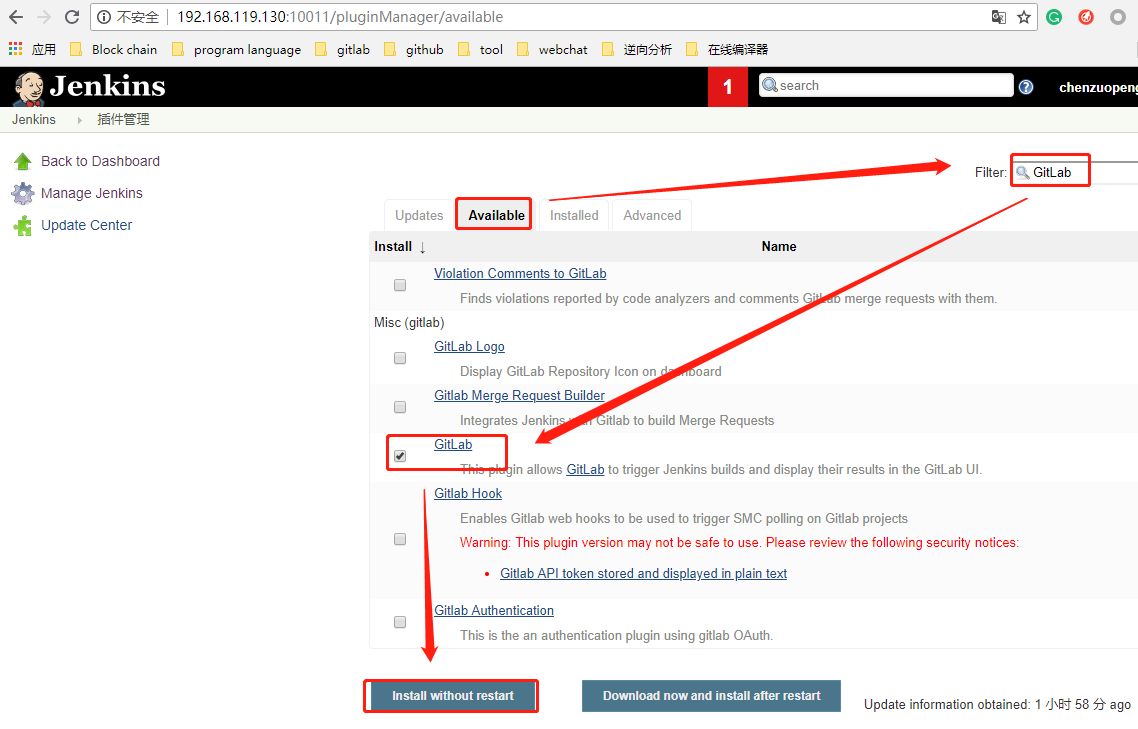 不安全 192.168.119.130:10011/pluginManager/available
应用 Block chain program language gitlab github tool webchat 逆向分析 在线编译器
Jenkins 1 search ? chenzuopeng
Jenkins 插件管理
Back to Dashboard
Manage Jenkins
Update Center
Filter: GitLab
Updates Available Installed Advanced
Install ↓ Name
Violation Comments to GitLab
Finds violations reported by code analyzers and comments GitLab merge requests with them.
Misc (gitlab)
GitLab Logo
Display GitLab Repository Icon on dashboard
Gitlab Merge Request Builder
Integrates Jenkins with Gitlab to build Merge Requests
GitLab
This plugin allows GitLab to trigger Jenkins builds and display their results in the GitLab UI.
Gitlab Hook
Enables Gitlab web hooks to be used to trigger SMC polling on Gitlab projects
Warning: This plugin version may not be safe to use. Please review the following security notices:
• Gitlab API token stored and displayed in plain text
Gitlab Authentication
This is the an authentication plugin using gitlab OAuth.
Install without restart Download now and install after restart Update information obtained: 1 小时 58 分 ago